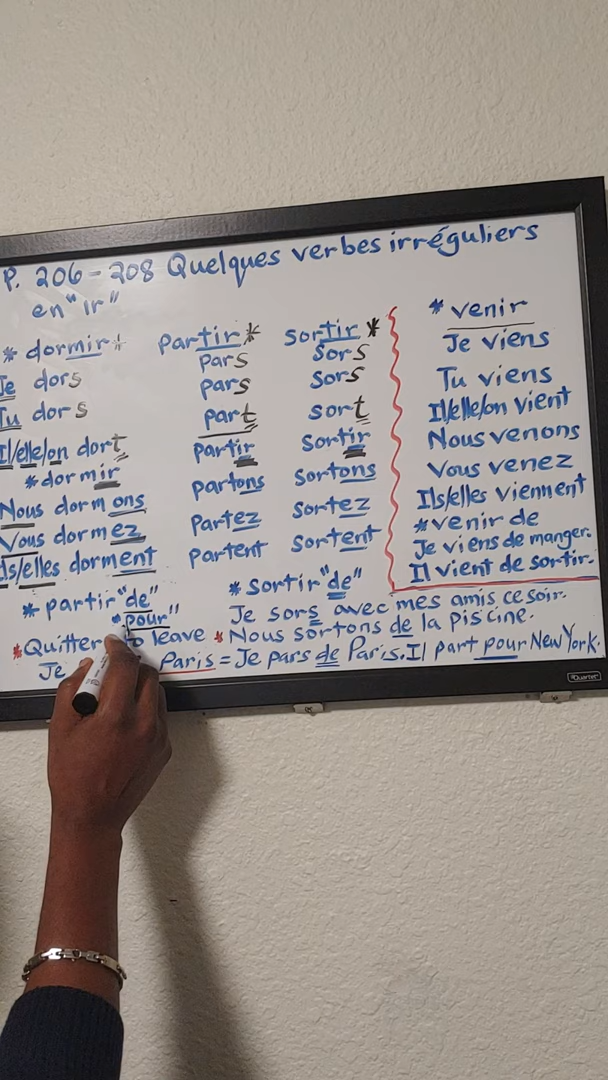 P. 206-208 Quelques verbes irréguliers
en "ir"
* dormir* partir* sortir* * venir
Je dors pars sors Je viens
Tu dors pars sors Tu viens
Il/elle/on dort part sort Il/elle/on vient
*dormir partir sortir Nous venons
Nous dormons partons sortons Vous venez
Vous dormez partez sortez Ils/elles viennent
Ils/elles dorment partent sortent *venir de
Je viens de manger.
Il vient de sortir.
* partir "de" * sortir "de"
* pour" Je sors avec mes amis ce soir.
*Quitter to leave * Nous sortons de la piscine.
Je Paris = Je pars de Paris. Il part pour New York.
Quartet